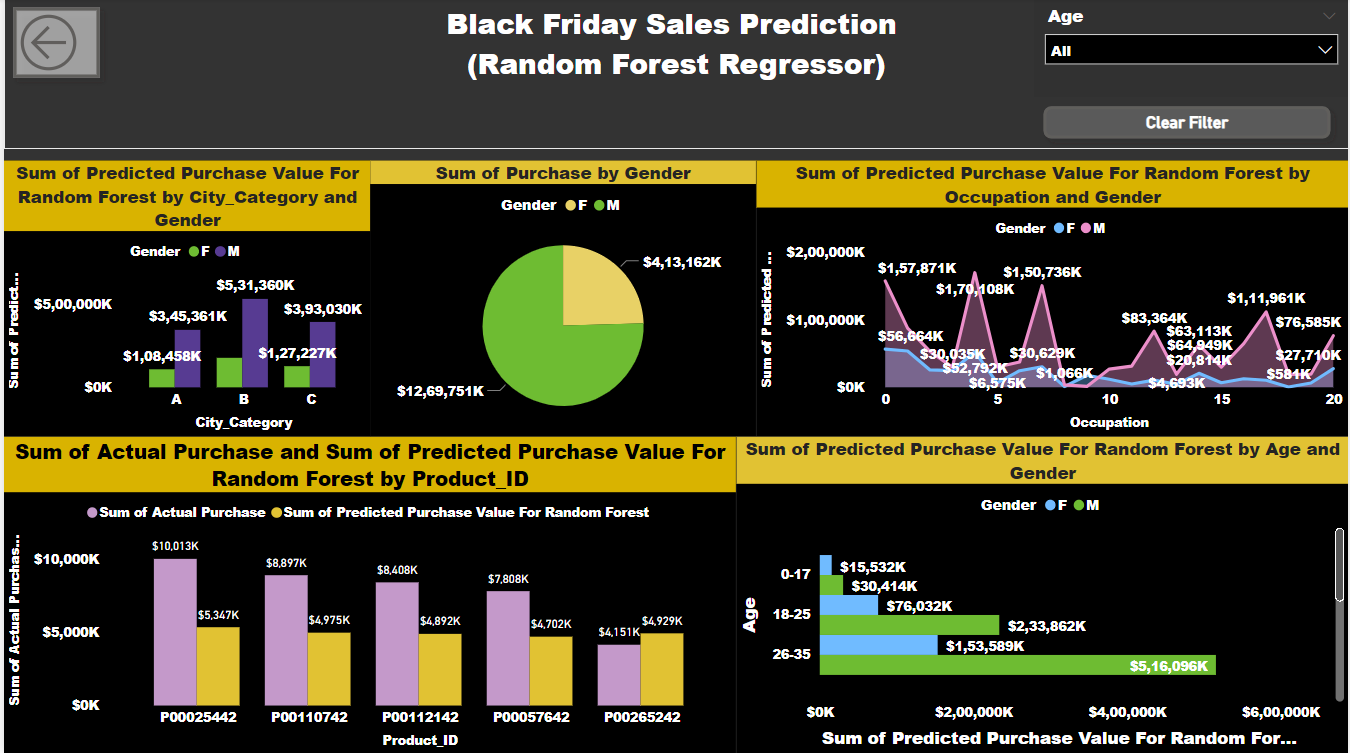 Black Friday Sales Prediction
(Random Forest Regressor)
Age
All
Clear Filter
Sum of Predicted Purchase Value For
Random Forest by City_Category and
Gender
Gender F M
Sum of Predict...
$5,00,000K
$0K
$1,08,458K
$3,45,361K
$5,31,360K
$1,27,227K
$3,93,030K
A B C
City_Category
Sum of Purchase by Gender
Gender F M
$4,13,162K
$12,69,751K
Sum of Predicted Purchase Value For Random Forest by
Occupation and Gender
Gender F M
Sum of Predicted ...
$2,00,000K
$1,00,000K
$0K
$1,57,871K
$1,70,108K
$1,50,736K
$56,664K
$30,035K
$52,792K
$6,575K
$30,629K
$1,066K
$83,364K
$63,113K
$64,949K
$20,814K
$4,693K
$1,11,961K
$76,585K
$27,710K
$581K
0 5 10 15 20
Occupation
Sum of Actual Purchase and Sum of Predicted Purchase Value For
Random Forest by Product_ID
Sum of Actual Purchase Sum of Predicted Purchase Value For Random Forest
Sum of Actual Purchas...
$10,000K
$5,000K
$0K
$10,013K
$5,347K
$8,897K
$4,975K
$8,408K
$4,892K
$7,808K
$4,702K
$4,151K
$4,929K
P00025442 P00110742 P00112142 P00057642 P00265242
Product_ID
Sum of Predicted Purchase Value For Random Forest by Age and
Gender
Gender F M
Age
0-17
$15,532K
$30,414K
18-25
$76,032K
$2,33,862K
26-35
$1,53,589K
$5,16,096K
$0K $2,00,000K $4,00,000K $6,00,000K
Sum of Predicted Purchase Value For Random For...